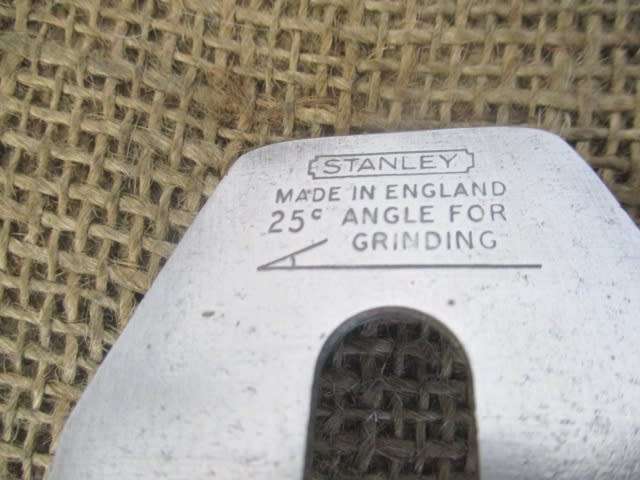 STANLEY
MADE IN ENGLAND
25° ANGLE FOR
GRINDING